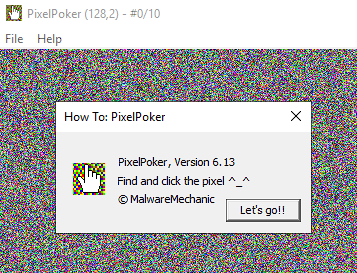 PixelPoker (128,2) - #0/10
File Help
How To: PixelPoker
PixelPoker, Version 6.13
Find and click the pixel ^_^
© MalwareMechanic
Let's go!!